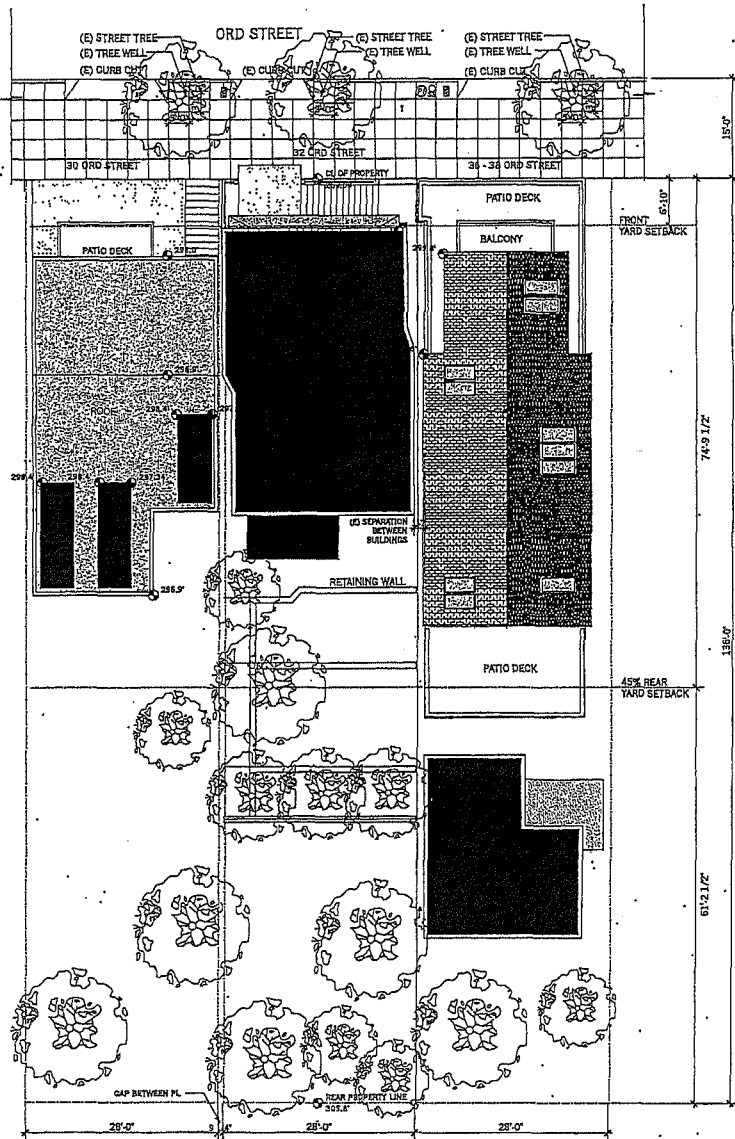 ORD STREET
(E) STREET TREE
(E) TREE WELL
(E) CURB CUT
(E) STREET TREE
(E) TREE WELL
(E) CURB CUT
(E) STREET TREE
(E) TREE WELL
(E) CURB CUT
15'-0"
30 ORD STREET
32 ORD STREET
36 - 38 ORD STREET
CL OF PROPERTY
PATIO DECK
6'-10"
FRONT
YARD SETBACK
BALCONY
PATIO DECK
ROOF
74'-9 1/2"
(E) SEPARATION
BETWEEN
BUILDINGS
RETAINING WALL
136'-0"
PATIO DECK
45% REAR
YARD SETBACK
61'-2 1/2"
GAP BETWEEN PL
REAR PROPERTY LINE
305.6'
28'-0"
28'-0"
28'-0"